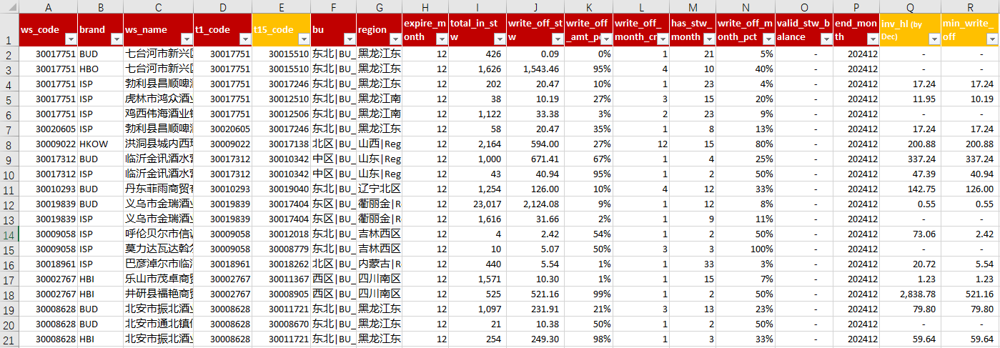 A B C D E F G H I J K L M N O P Q R
1 ws_code brand ws_name t1_code t15_code bu region expire_month total_in_stw write_off_stw write_off_amt_pc write_off_month_cn has_stw_month write_off_month_pct valid_stw_balance end_month inv_hl (by Dec) min_write_off
2 30017751 BUD 七台河市新兴区 30017751 30015510 东北|BU_ 黑龙江东 12 426 0.09 0% 1 21 5% - 202412 - -
3 30017751 HBO 七台河市新兴区 30017751 30015510 东北|BU_ 黑龙江东 12 1,626 1,543.46 95% 4 10 40% - 202412 - -
4 30017751 ISP 勃利县昌顺啤酒 30017751 30017246 东北|BU_ 黑龙江东 12 202 20.47 10% 1 23 4% - 202412 17.24 17.24
5 30017751 ISP 虎林市鸿众酒业 30017751 30012510 东北|BU_ 黑龙江南 12 38 10.19 27% 3 15 20% - 202412 11.95 10.19
6 30017751 ISP 鸡西伟海酒业销 30017751 30012506 东北|BU_ 黑龙江南 12 1,122 33.38 3% 2 23 9% - 202412 - -
7 30020605 ISP 勃利县昌顺啤酒 30020605 30017246 东北|BU_ 黑龙江东 12 58 20.47 35% 1 8 13% - 202412 17.24 17.24
8 30009022 HKOW 洪洞县城内西环 30009022 30017138 北区|BU_ 山西|Reg 12 2,164 594.00 27% 12 15 80% - 202412 200.88 200.88
9 30017312 BUD 临沂金讯酒水营 30017312 30010342 中区|BU_ 山东|Reg 12 1,000 671.41 67% 1 4 25% - 202412 337.24 337.24
10 30017312 ISP 临沂金讯酒水营 30017312 30010342 中区|BU_ 山东|Reg 12 43 40.94 95% 1 2 50% - 202412 47.39 40.94
11 30010293 BUD 丹东菲雨商贸有 30010293 30019040 东北|BU_ 辽宁北区 12 1,254 126.00 10% 4 12 33% - 202412 142.75 126.00
12 30019839 BUD 义乌市金瑞酒业 30019839 30017404 东区|BU_ 衢丽金|R 12 23,017 2,124.08 9% 1 12 8% - 202412 0.55 0.55
13 30019839 ISP 义乌市金瑞酒业 30019839 30017404 东区|BU_ 衢丽金|R 12 1,616 31.66 2% 1 9 11% - 202412 - -
14 30009058 ISP 呼伦贝尔市信诚 30009058 30012018 东北|BU_ 吉林西区 12 4 2.42 54% 1 2 50% - 202412 73.06 2.42
15 30009058 ISP 莫力达瓦达斡尔 30009058 30008779 东北|BU_ 吉林西区 12 10 5.07 50% 3 3 100% - 202412 - -
16 30018961 ISP 巴彦淖尔市临河 30018961 30018262 北区|BU_ 内蒙古|R 12 440 5.54 1% 1 33 3% - 202412 20.72 5.54
17 30002767 HBI 乐山市茂卓商贸 30002767 30011367 西区|BU_ 四川南区 12 1,571 10.30 1% 1 15 7% - 202412 1.23 1.23
18 30002767 HBI 井研县福艳商贸 30002767 30008905 西区|BU_ 四川南区 12 525 521.16 99% 1 2 50% - 202412 2,838.78 521.16
19 30008628 BUD 北安市振北酒业 30008628 30011721 东北|BU_ 黑龙江东 12 1,097 231.91 21% 3 13 23% - 202412 79.80 79.80
20 30008628 BUD 北安市通北镇 30008628 30008670 东北|BU_ 黑龙江东 12 21 10.38 50% 1 2 50% - 202412 - -
21 30008628 HBI 北安市振北酒业 30008628 30011721 东北|BU_ 黑龙江东 12 254 249.30 98% 1 3 33% - 202412 59.64 59.64